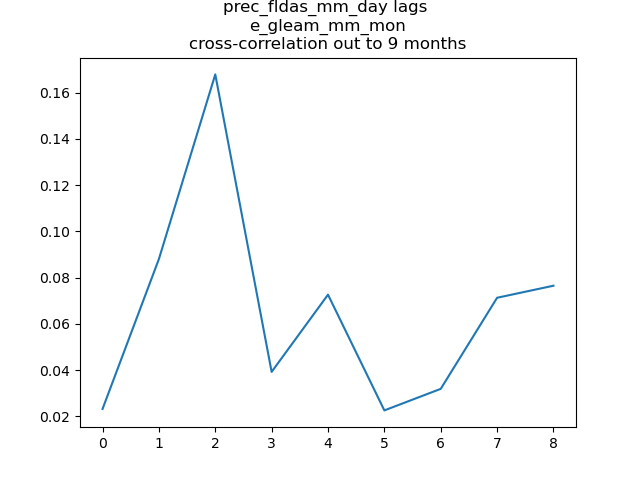 prec_fldas_mm_day lags
e_gleam_mm_mon
cross-correlation out to 9 months
0.16
0.14
0.12
0.10
0.08
0.06
0.04
0.02
0 1 2 3 4 5 6 7 8